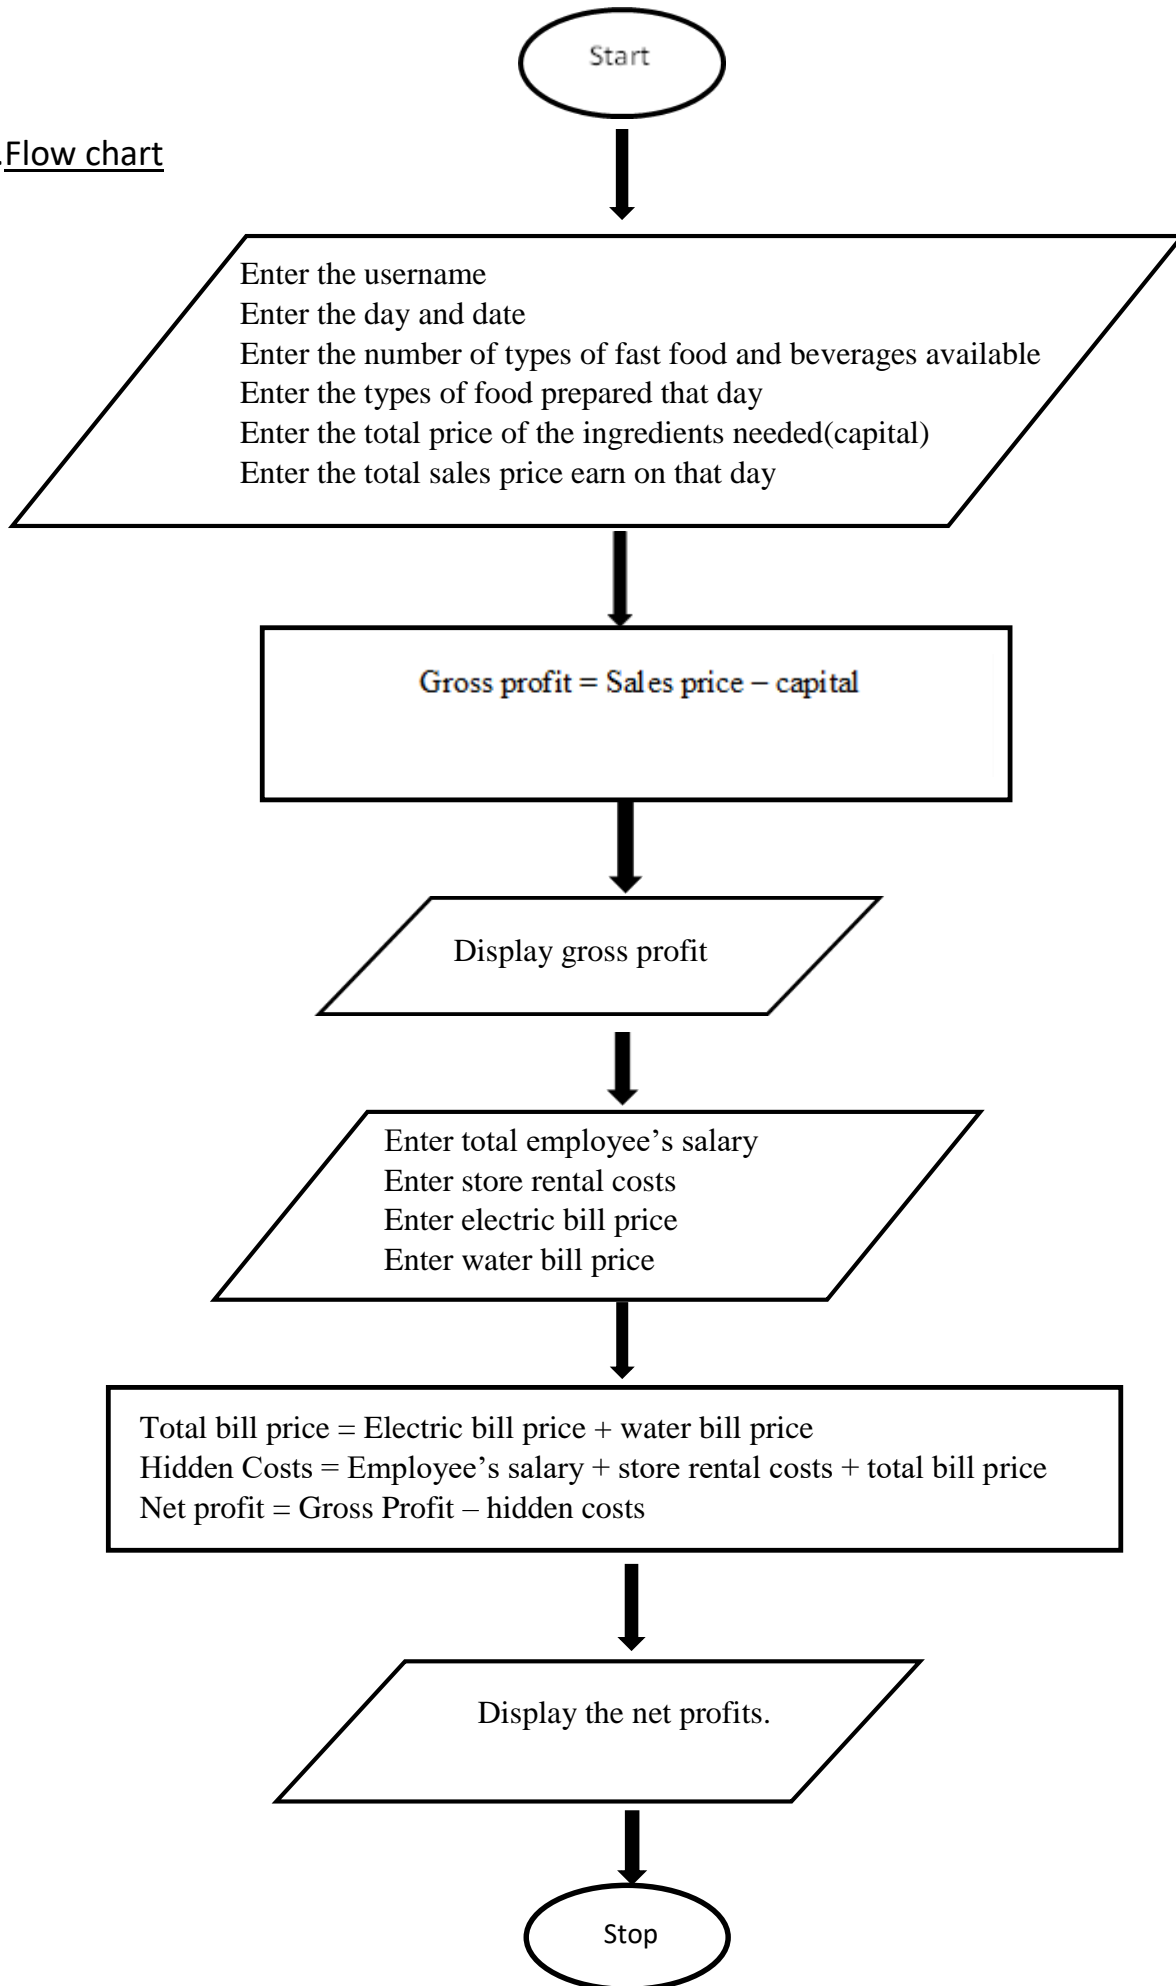 Start
.Flow chart
Enter the username
Enter the day and date
Enter the number of types of fast food and beverages available
Enter the types of food prepared that day
Enter the total price of the ingredients needed(capital)
Enter the total sales price earn on that day
Gross profit = Sales price – capital
Display gross profit
Enter total employee’s salary
Enter store rental costs
Enter electric bill price
Enter water bill price
Total bill price = Electric bill price + water bill price
Hidden Costs = Employee’s salary + store rental costs + total bill price
Net profit = Gross Profit – hidden costs
Display the net profits.
Stop